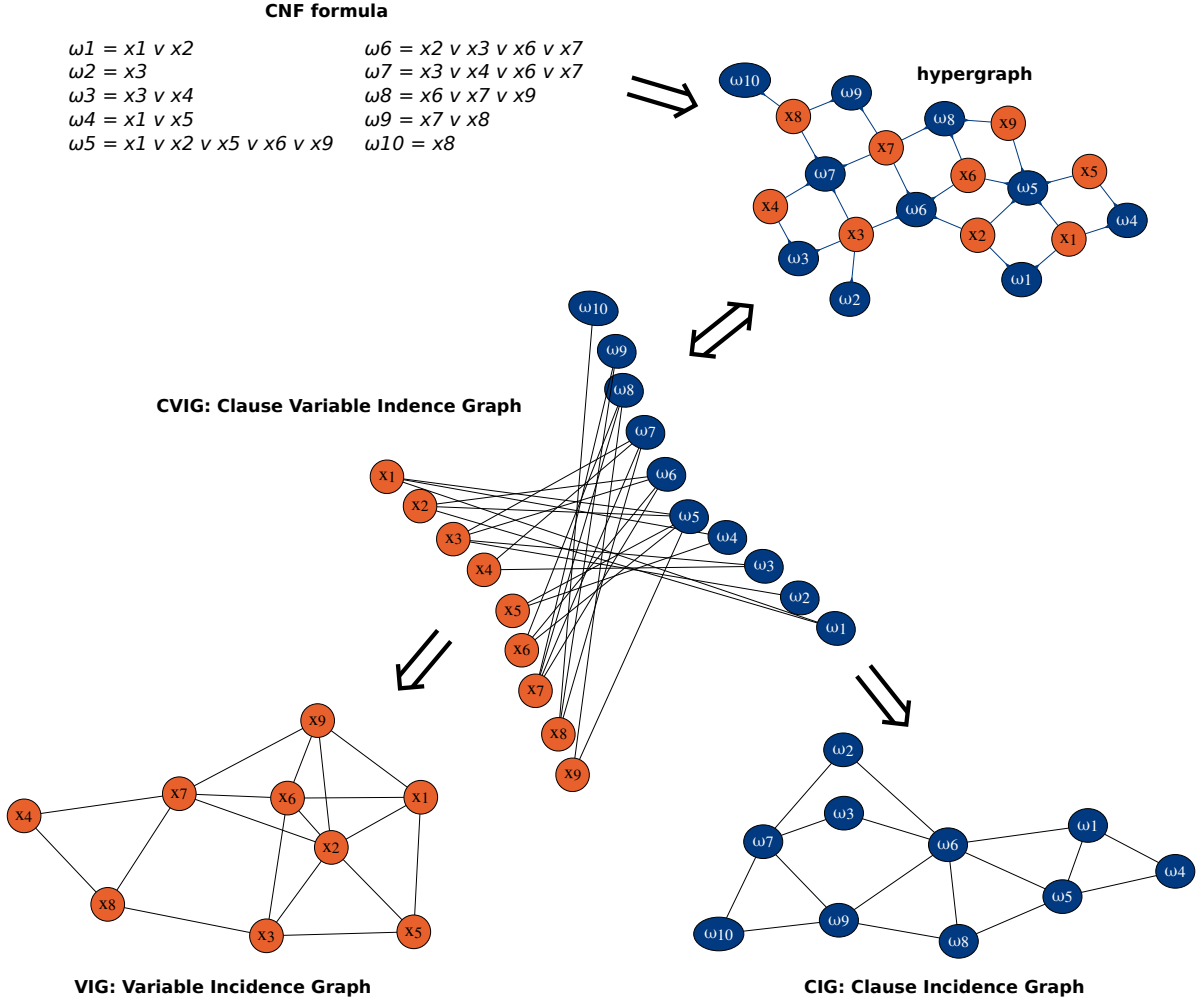 CNF formula
ω1 = x1 v x2
ω2 = x3
ω3 = x3 v x4
ω4 = x1 v x5
ω5 = x1 v x2 v x5 v x6 v x9
ω6 = x2 v x3 v x6 v x7
ω7 = x3 v x4 v x6 v x7
ω8 = x6 v x7 v x9
ω9 = x7 v x8
ω10 = x8
hypergraph
ω10
ω9
x8
ω8
x9
x7
ω7
x6
x5
ω5
x4
ω6
ω4
x3
x2
x1
ω3
ω1
ω2
CVIG: Clause Variable Indence Graph
ω10
ω9
ω8
ω7
ω6
ω5
ω4
ω3
ω2
ω1
x1
x2
x3
x4
x5
x6
x7
x8
x9
x9
x7
x6
x1
x4
x2
x8
x3
x5
VIG: Variable Incidence Graph
ω2
ω3
ω1
ω7
ω6
ω4
ω5
ω10
ω9
ω8
CIG: Clause Incidence Graph